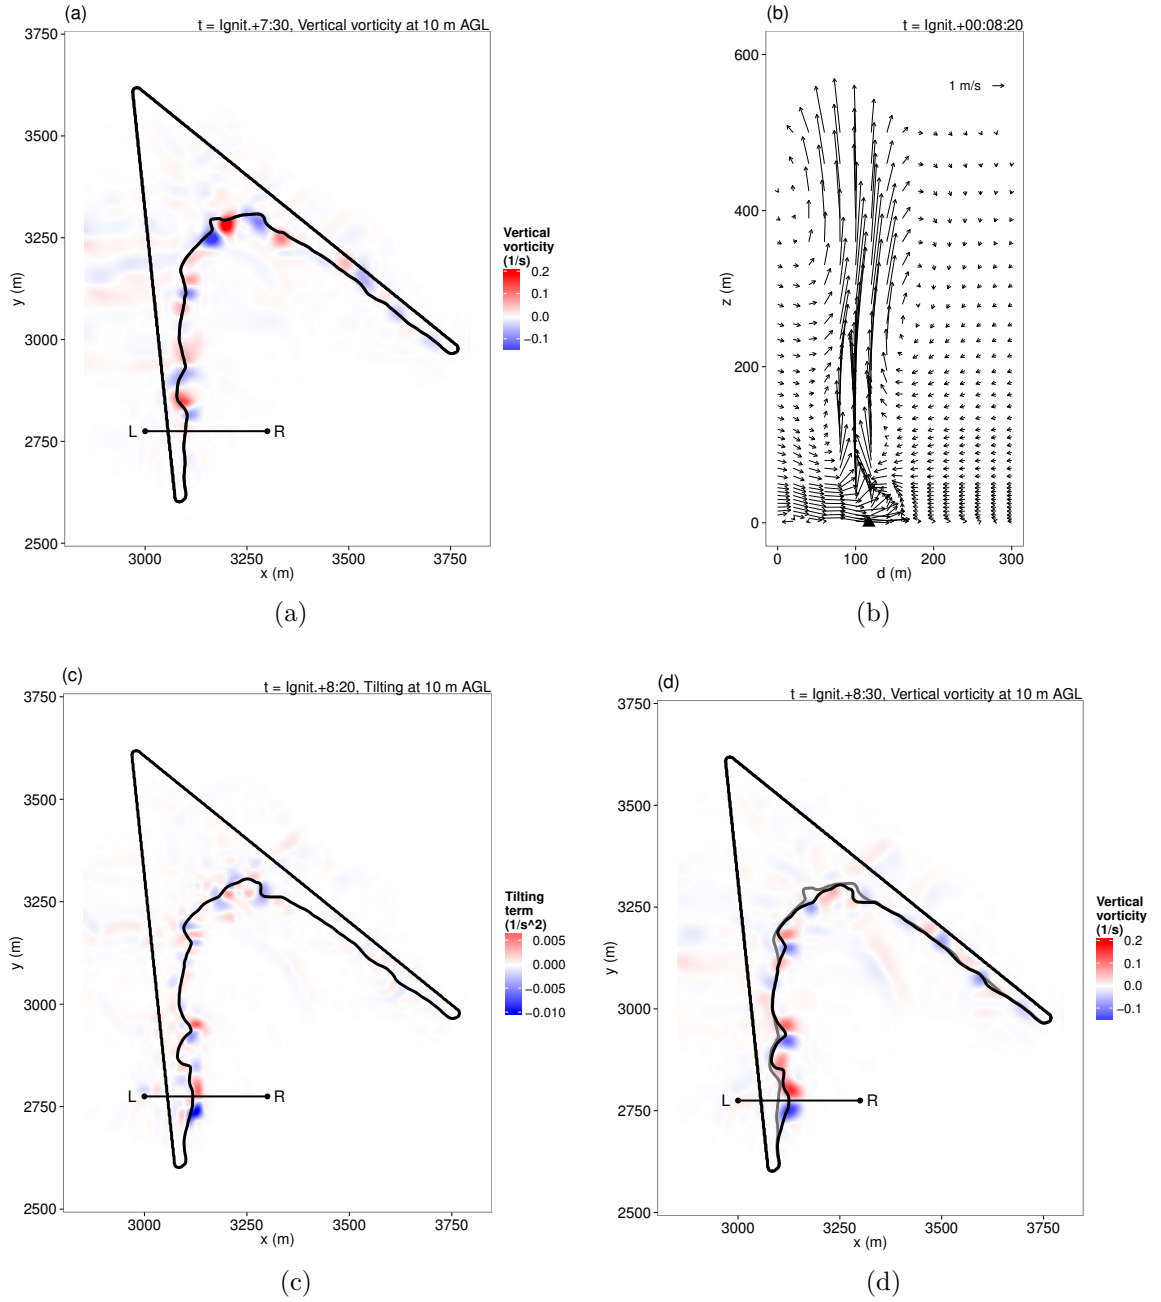 (a)
t = Ignit.+7:30, Vertical vorticity at 10 m AGL
3750
3500
3250
3000
2750
2500
y (m)
L
R
3000
3250
3500
3750
x (m)
Vertical
vorticity
(1/s)
0.2
0.1
0.0
−0.1
(a)
(b)
t = Ignit.+00:08:20
600
400
200
0
z (m)
1 m/s
0
100
200
300
d (m)
(b)
(c)
t = Ignit.+8:20, Tilting at 10 m AGL
3750
3500
3250
3000
2750
2500
y (m)
L
R
3000
3250
3500
3750
x (m)
Tilting
term
(1/s^2)
0.005
0.000
−0.005
−0.010
(c)
(d)
t = Ignit.+8:30, Vertical vorticity at 10 m AGL
3750
3500
3250
3000
2750
2500
y (m)
L
R
3000
3250
3500
3750
x (m)
Vertical
vorticity
(1/s)
0.2
0.1
0.0
−0.1
(d)